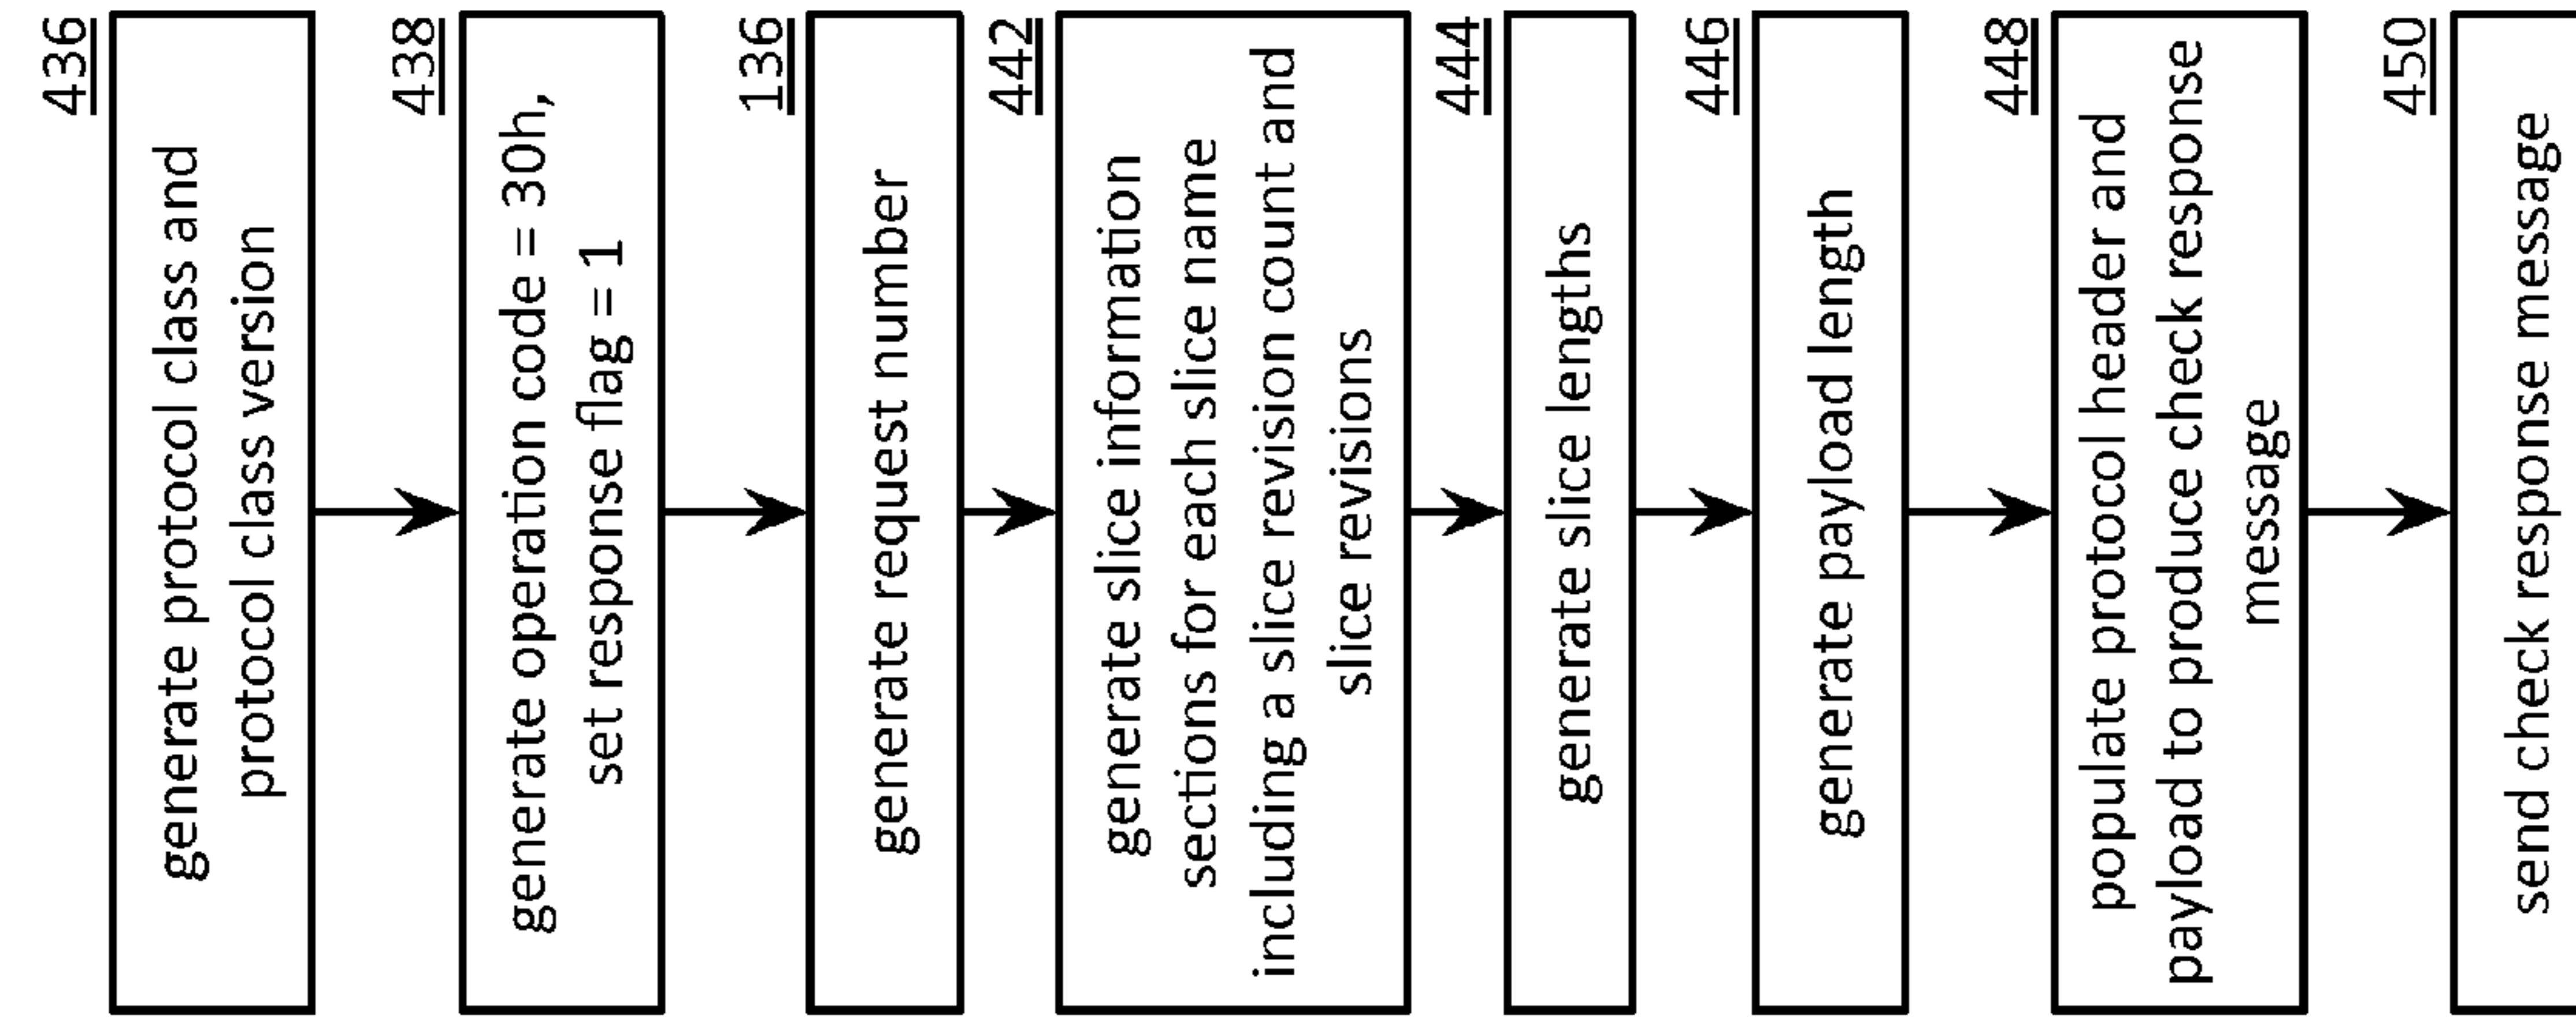 436
generate protocol class and
protocol class version
438
generate operation code = 30h,
set response flag = 1
136
generate request number
442
generate slice information
sections for each slice name
including a slice revision count and
slice revisions
444
generate slice lengths
446
generate payload length
448
populate protocol header and
payload to produce check response
message
450
send check response message